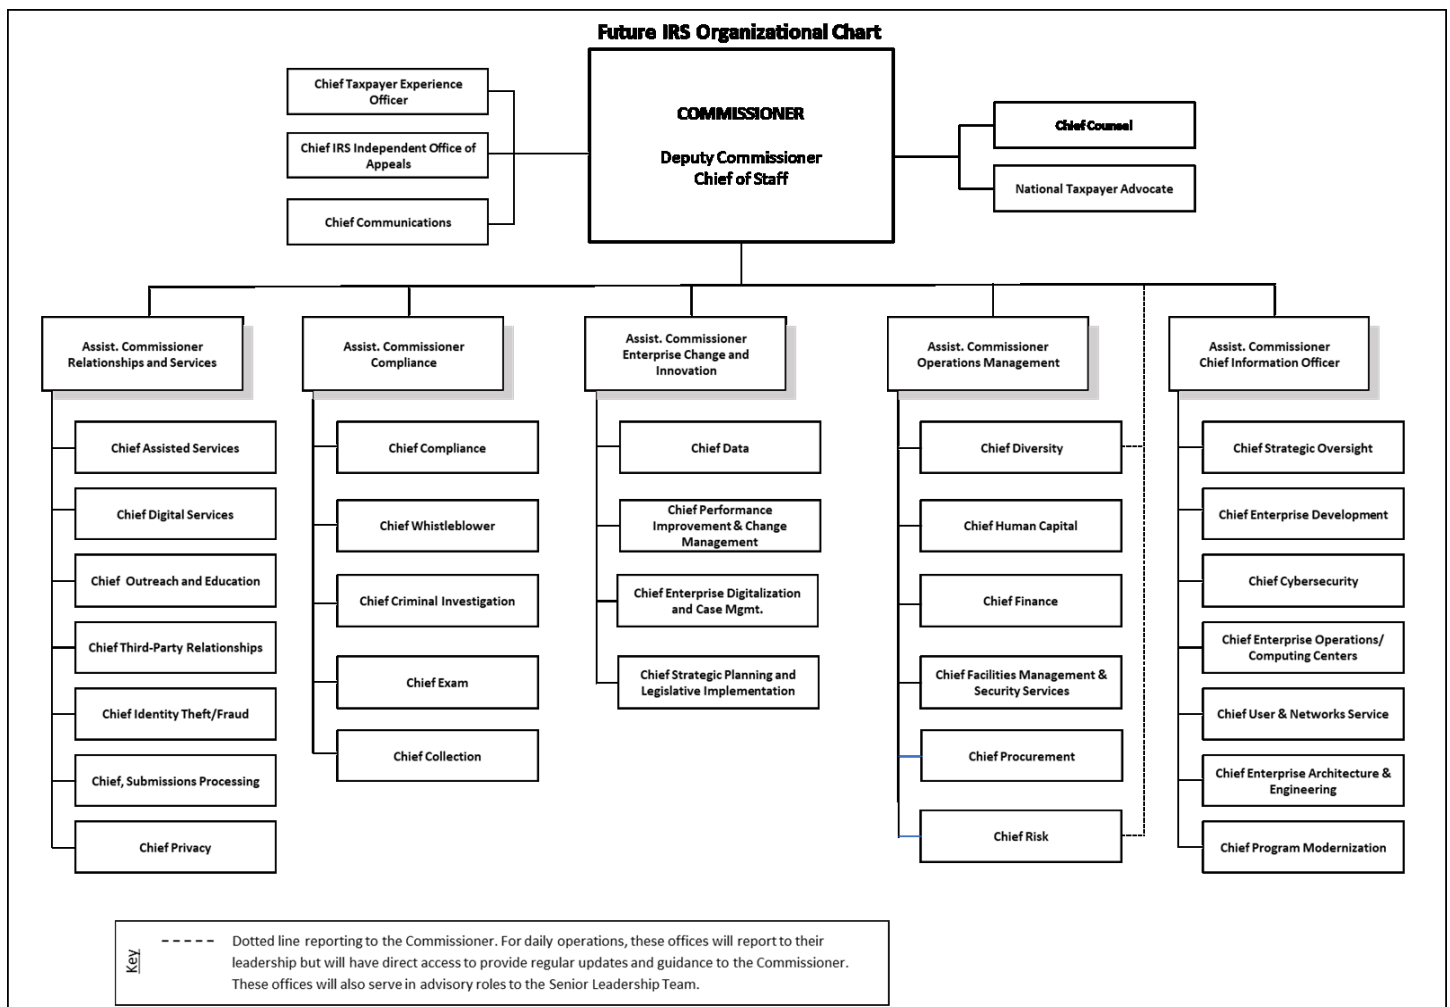 Future IRS Organizational Chart
Chief Taxpayer Experience
Officer
Chief IRS Independent Office of
Appeals
Chief Communications
COMMISSIONER
Deputy Commissioner
Chief of Staff
Chief Counsel
National Taxpayer Advocate
Assist. Commissioner
Relationships and Services
Chief Assisted Services
Chief Digital Services
Chief Outreach and Education
Chief Third-Party Relationships
Chief Identity Theft/Fraud
Chief, Submissions Processing
Chief Privacy
Assist. Commissioner
Compliance
Chief Compliance
Chief Whistleblower
Chief Criminal Investigation
Chief Exam
Chief Collection
Assist. Commissioner
Enterprise Change and
Innovation
Chief Data
Chief Performance
Improvement & Change
Management
Chief Enterprise Digitalization
and Case Mgmt.
Chief Strategic Planning and
Legislative Implementation
Assist. Commissioner
Operations Management
Chief Diversity
Chief Human Capital
Chief Finance
Chief Facilities Management &
Security Services
Chief Procurement
Chief Risk
Assist. Commissioner
Chief Information Officer
Chief Strategic Oversight
Chief Enterprise Development
Chief Cybersecurity
Chief Enterprise Operations/
Computing Centers
Chief User & Networks Service
Chief Enterprise Architecture &
Engineering
Chief Program Modernization
Key
Dotted line reporting to the Commissioner. For daily operations, these offices will report to their
leadership but will have direct access to provide regular updates and guidance to the Commissioner.
These offices will also serve in advisory roles to the Senior Leadership Team.